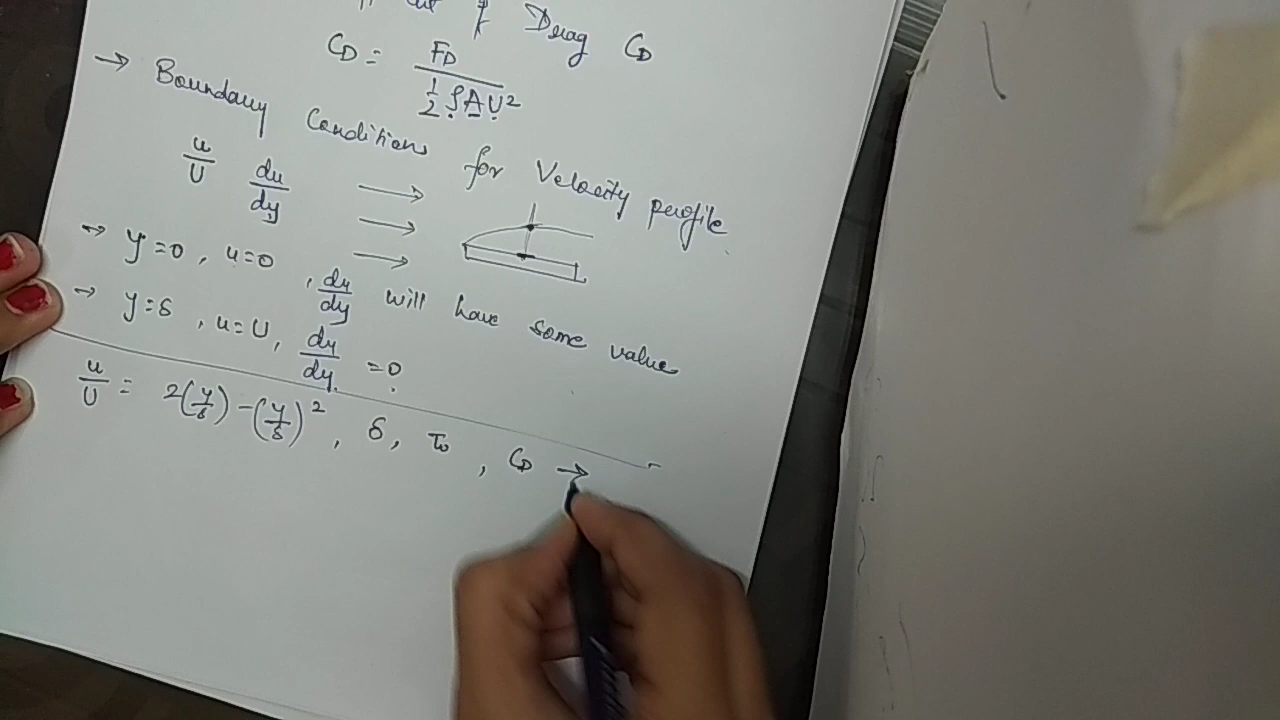 Drag CD
CD = FD / ½ ρAU²
→ Boundary Conditions for Velocity profile
u/U du/dy → → →
→ y=0, u=0, du/dy will have some value
→ y=δ, u=U, du/dy =0
u/U = 2(y/δ) - (y/δ)², δ, τo, CD →